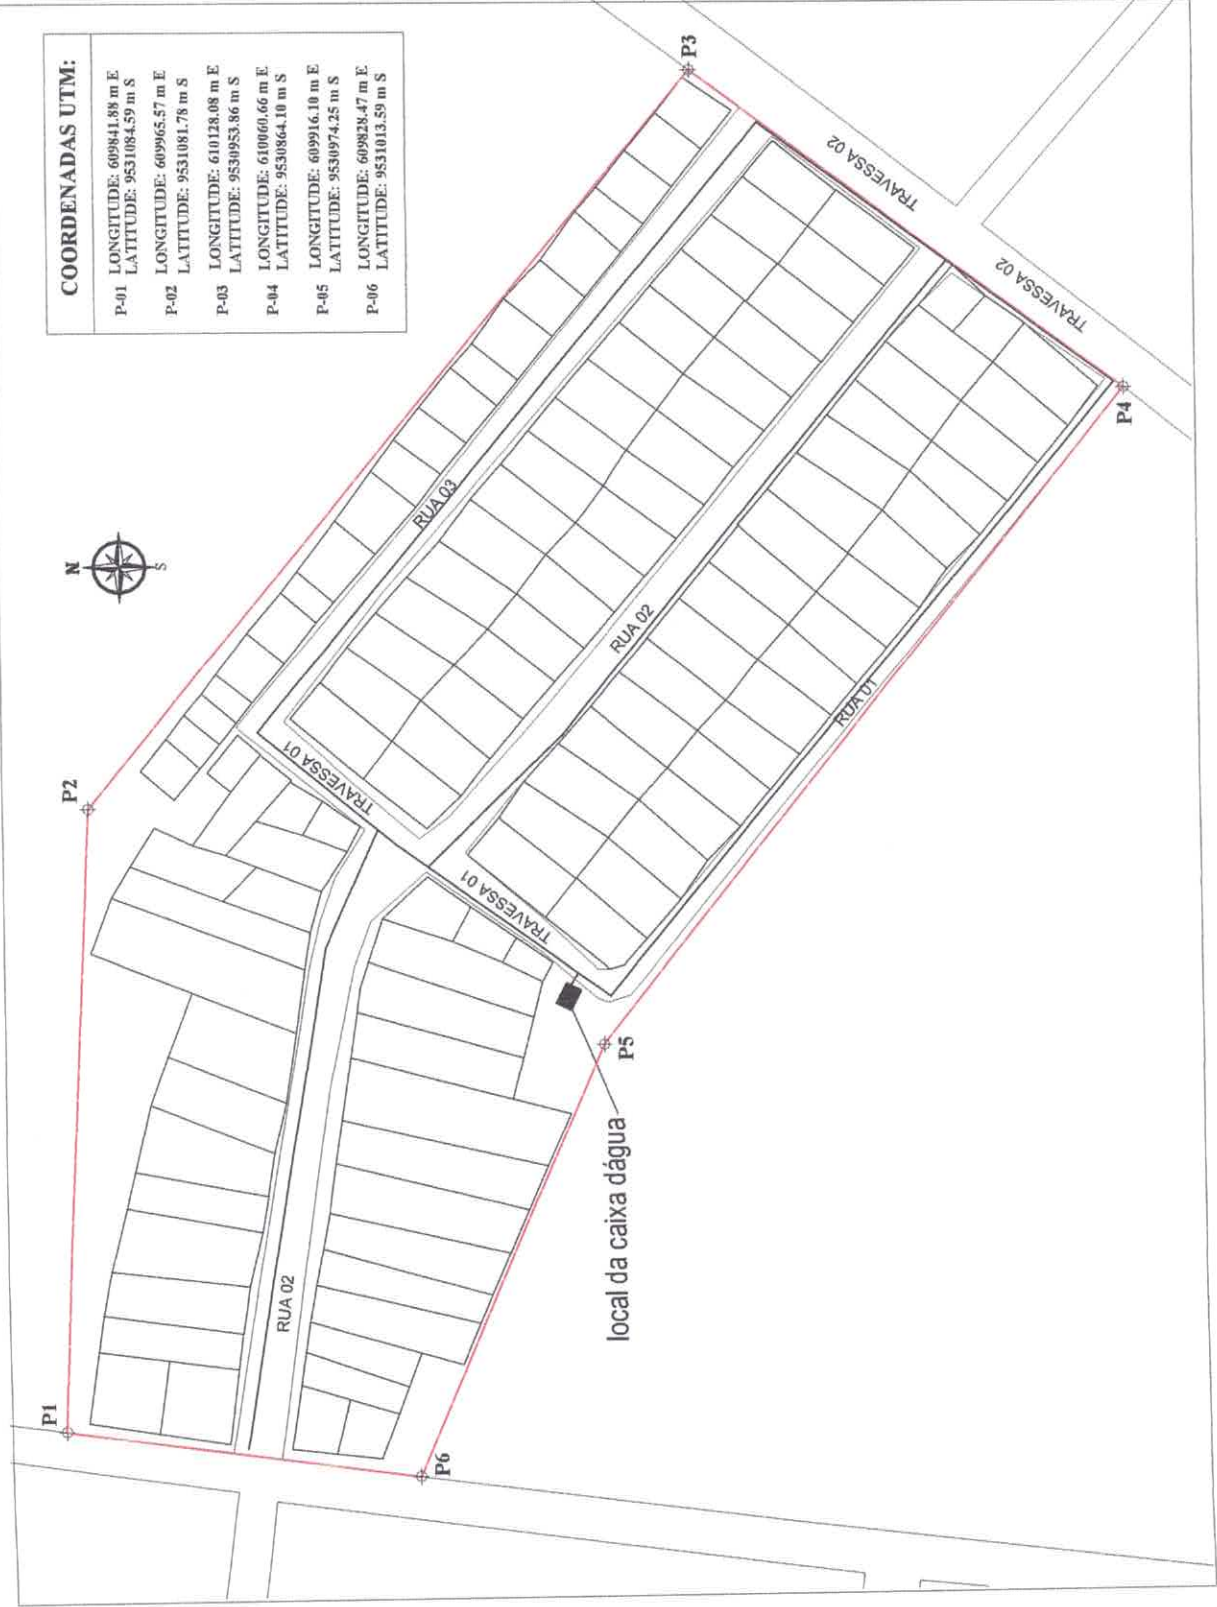 COORDENADAS UTM:
P-01 LONGITUDE: 609841.88 m E
LATITUDE: 9531084.59 m S
P-02 LONGITUDE: 609965.57 m E
LATITUDE: 9531081.78 m S
P-03 LONGITUDE: 610128.08 m E
LATITUDE: 9530953.86 m S
P-04 LONGITUDE: 610060.66 m E
LATITUDE: 9530864.10 m S
P-05 LONGITUDE: 609916.10 m E
LATITUDE: 9530974.25 m S
P-06 LONGITUDE: 609828.47 m E
LATITUDE: 9531013.59 m S
N
S
P1
P2
P3
P4
P5
P6
RUA 03
RUA 02
RUA 01
RUA 02
TRAVESSA 01
TRAVESSA 01
TRAVESSA 02
TRAVESSA 02
local da caixa dágua